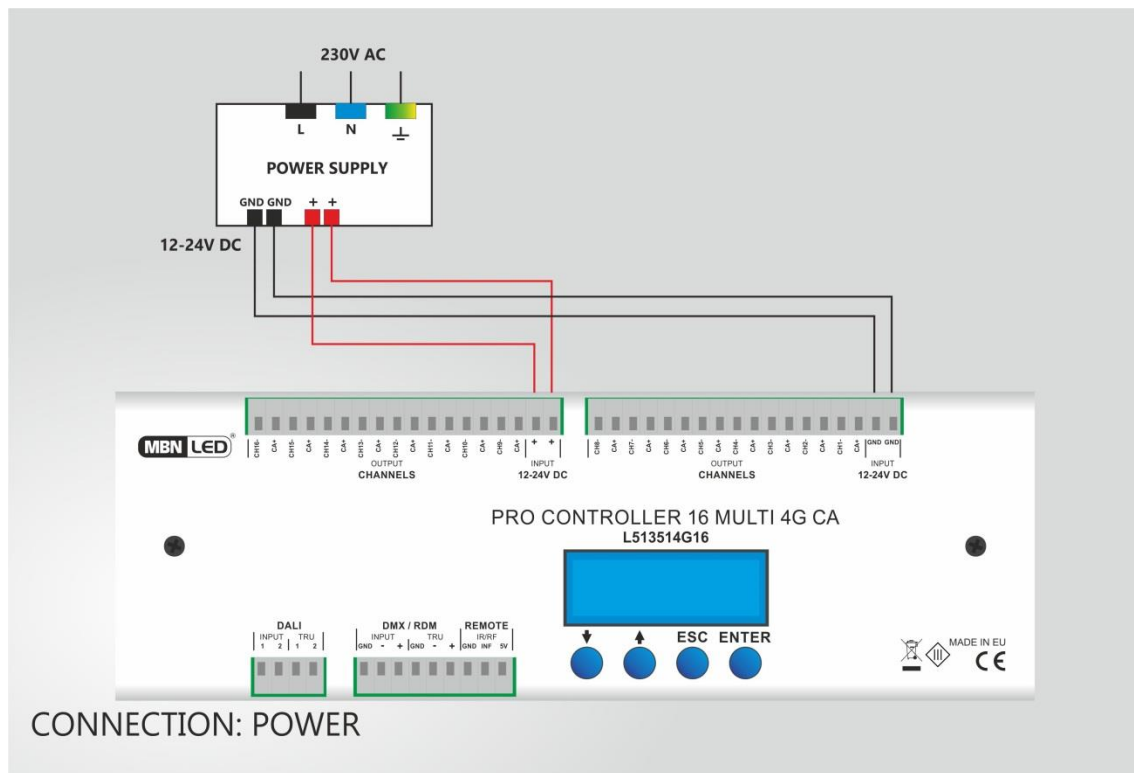 230V AC
L N
POWER SUPPLY
GND GND + +
12-24V DC
MBN LED®
CH16- CA+ CH15- CA+ CH14- CA+ CH13- CA+ CH12- CA+ CH11- CA+ CH10- CA+ CH9- CA+ + +
OUTPUT INPUT
CHANNELS 12-24V DC
CH8- CA+ CH7- CA+ CH6- CA+ CH5- CA+ CH4- CA+ CH3- CA+ CH2- CA+ CH1- CA+ GND GND
OUTPUT INPUT
CHANNELS 12-24V DC
PRO CONTROLLER 16 MULTI 4G CA
L513514G16
ESC ENTER
DALI
INPUT TRU
1 2 1 2
DMX / RDM REMOTE
INPUT TRU IR/RF
GND - + GND - + GND INF 5V
III
MADE IN EU
CE
CONNECTION: POWER